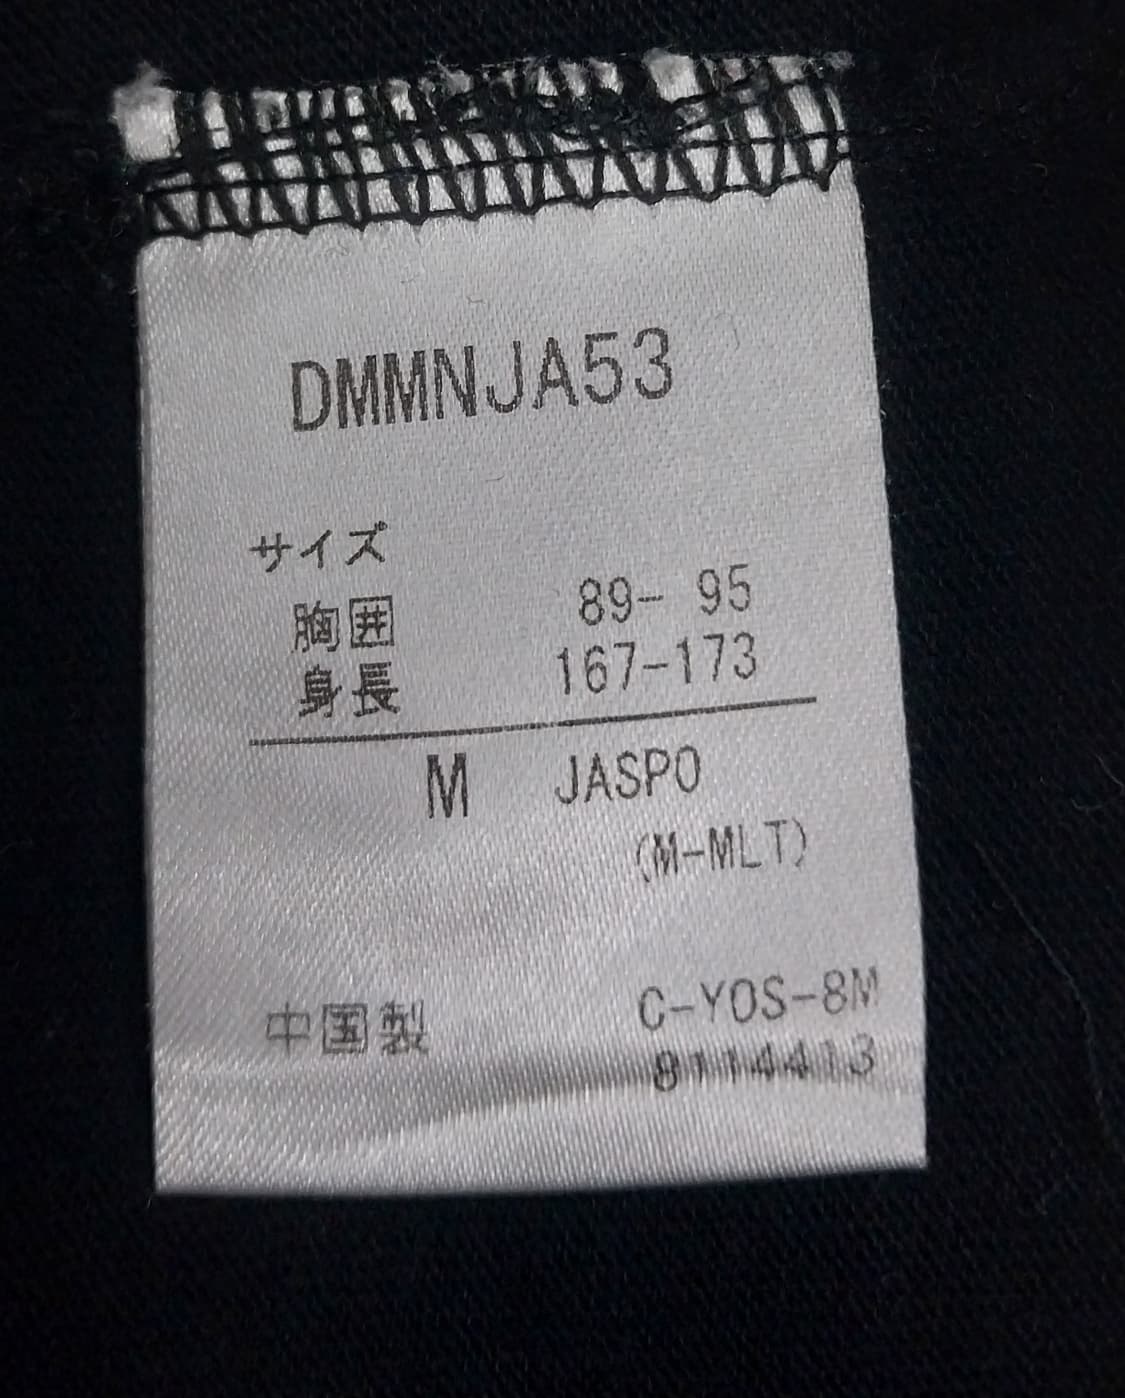 DMMNJA53
サイズ
胸囲 89- 95
身長 167-173
M JASPO
(M-MLT)
中国製 C-YOS-8M
8114413